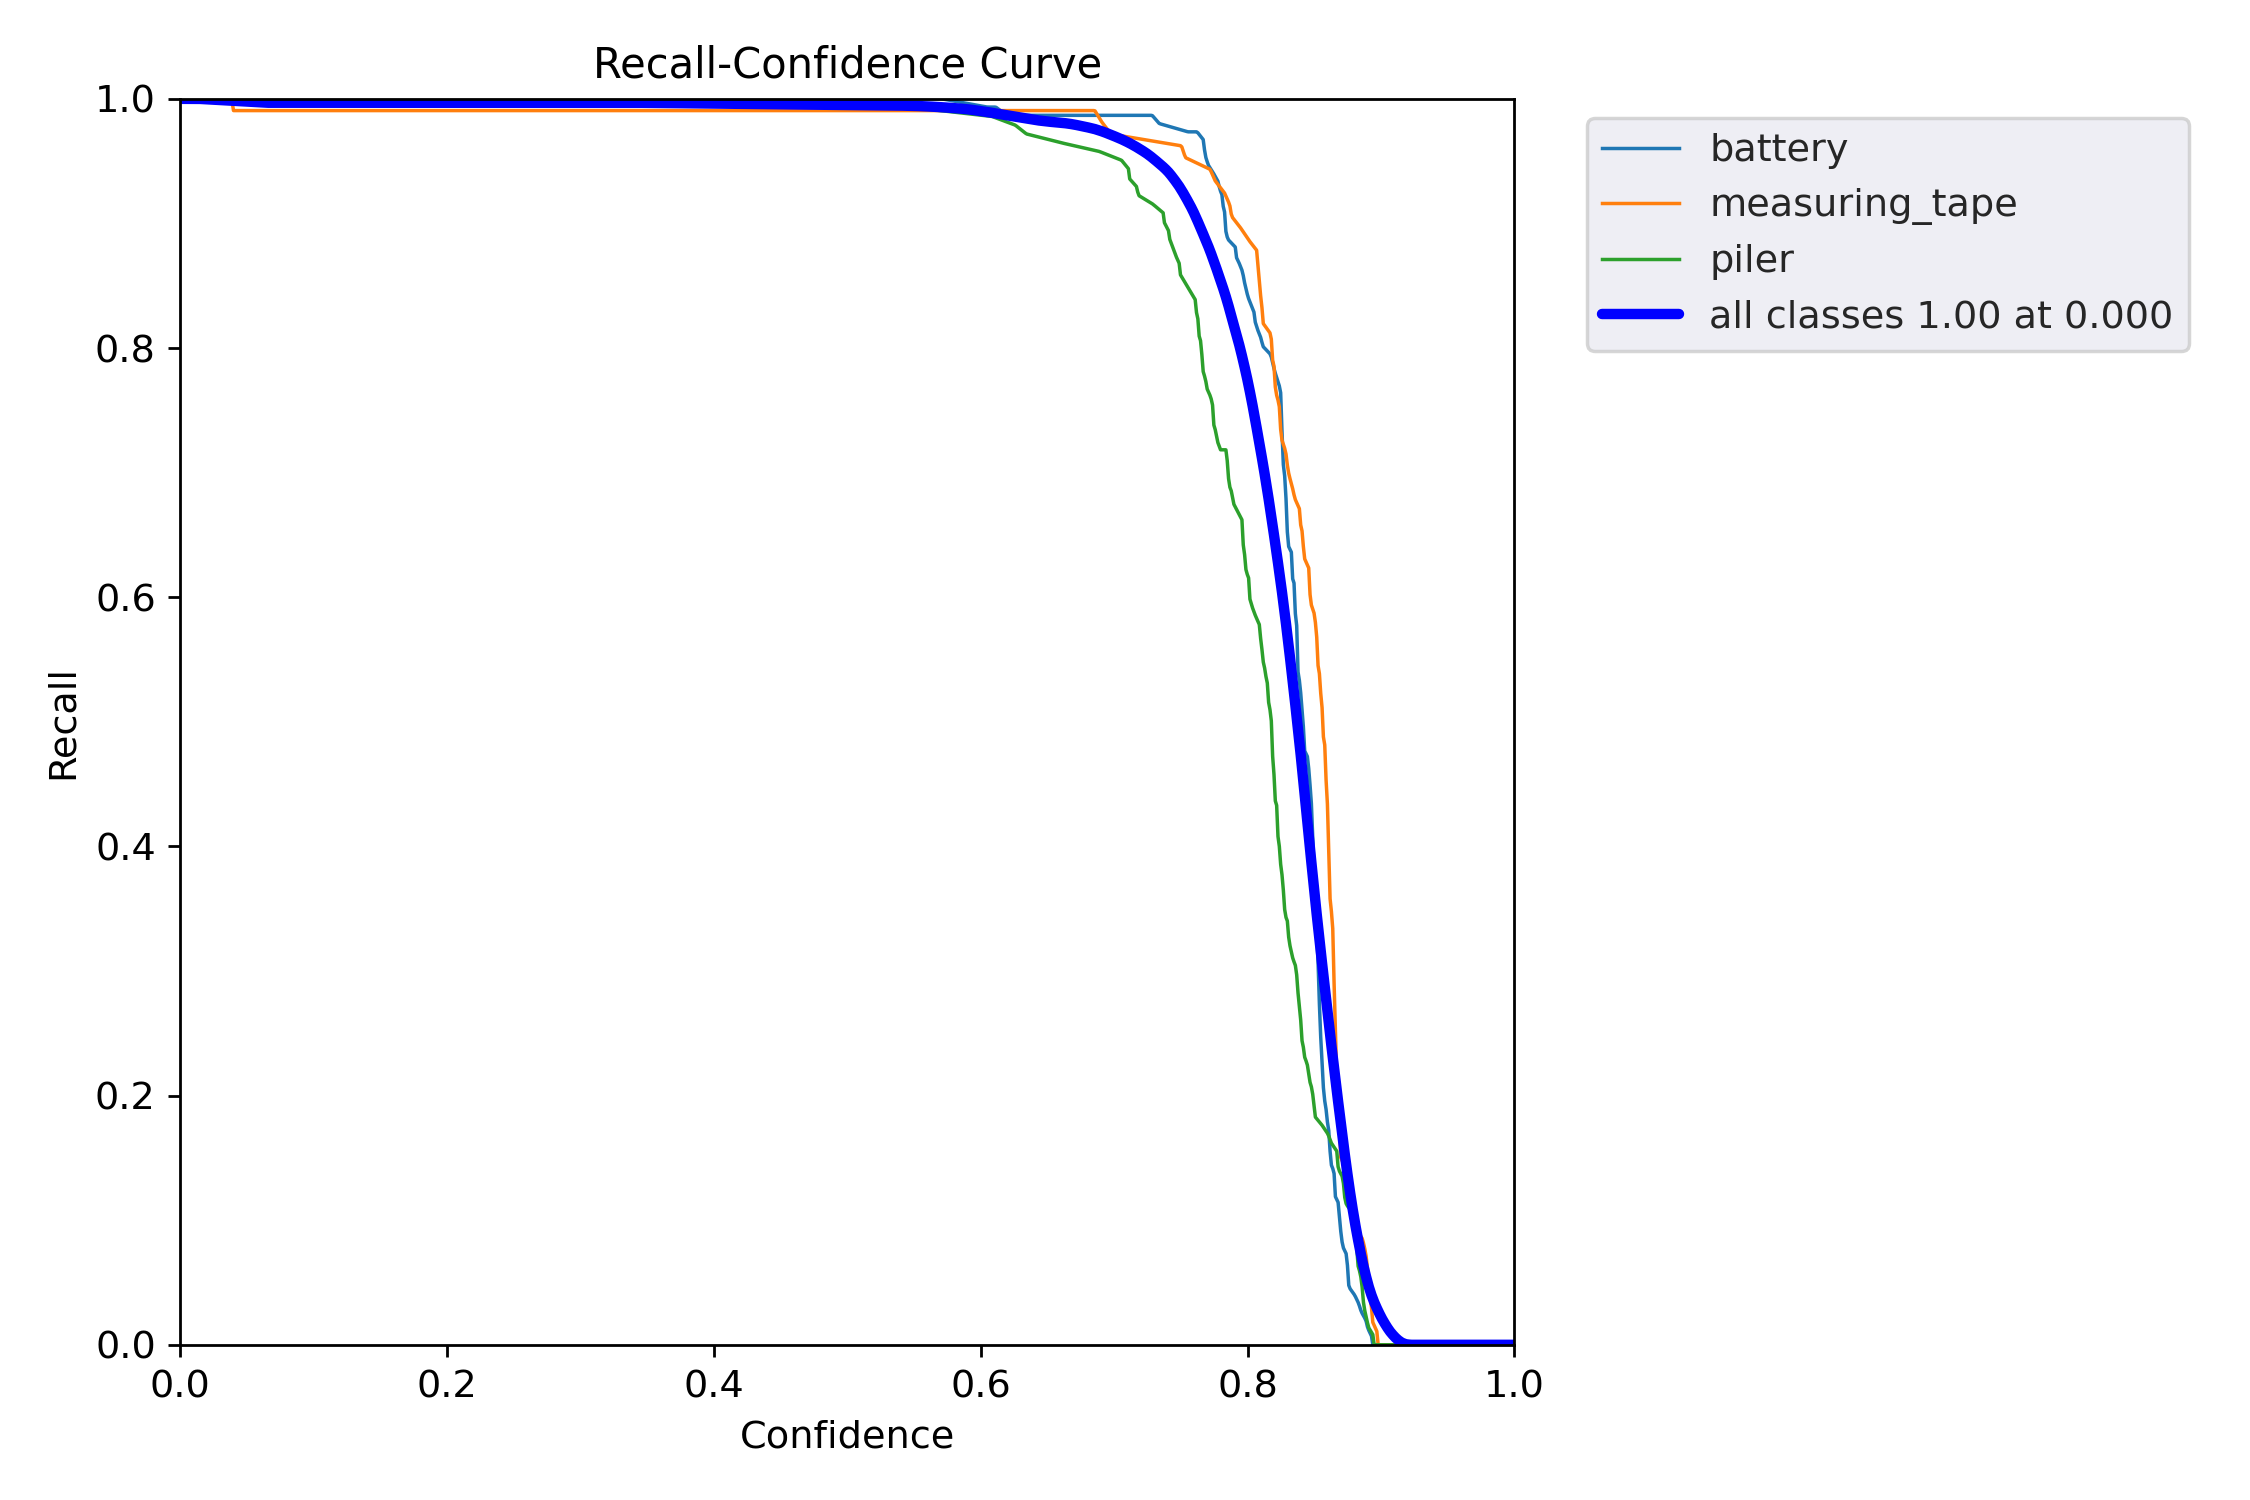 Recall-Confidence Curve
1.0
0.8
0.6
0.4
0.2
0.0
Recall
0.0 0.2 0.4 0.6 0.8 1.0
Confidence
battery
measuring_tape
piler
all classes 1.00 at 0.000